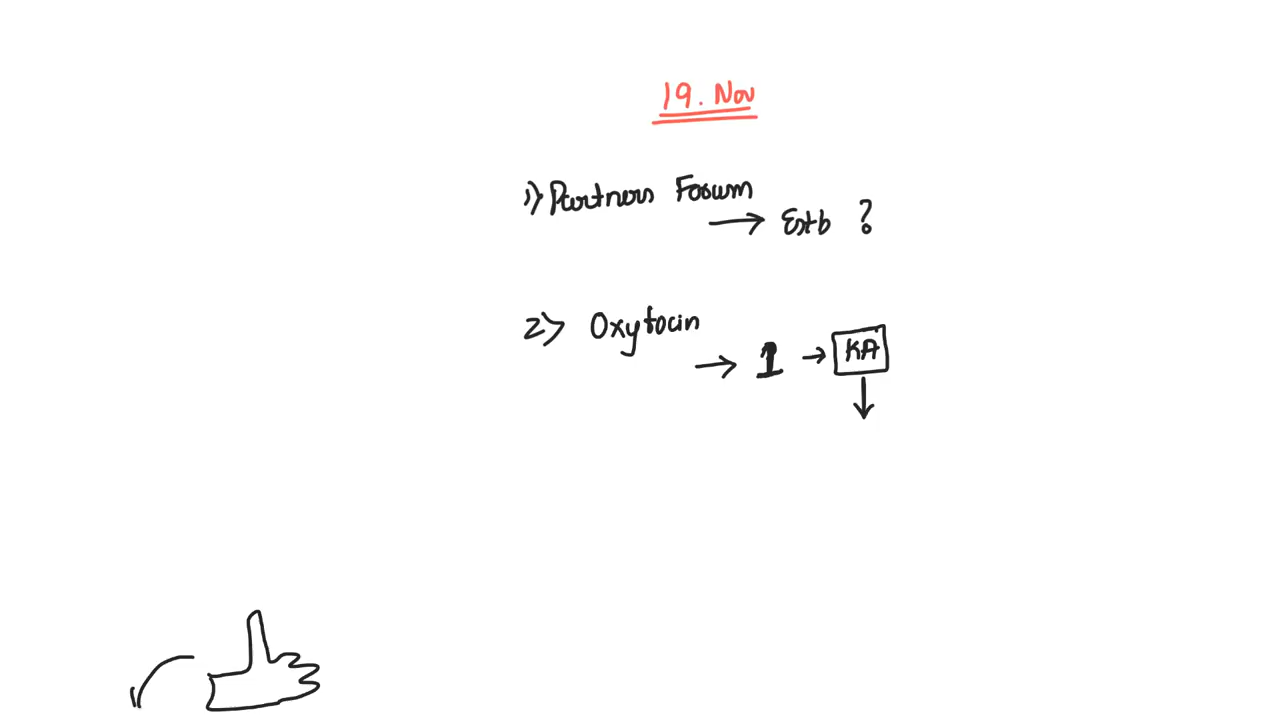 19. Nov
1) Partners Forum
→ Estb ?
2) Oxytocin
→ 1 → KA